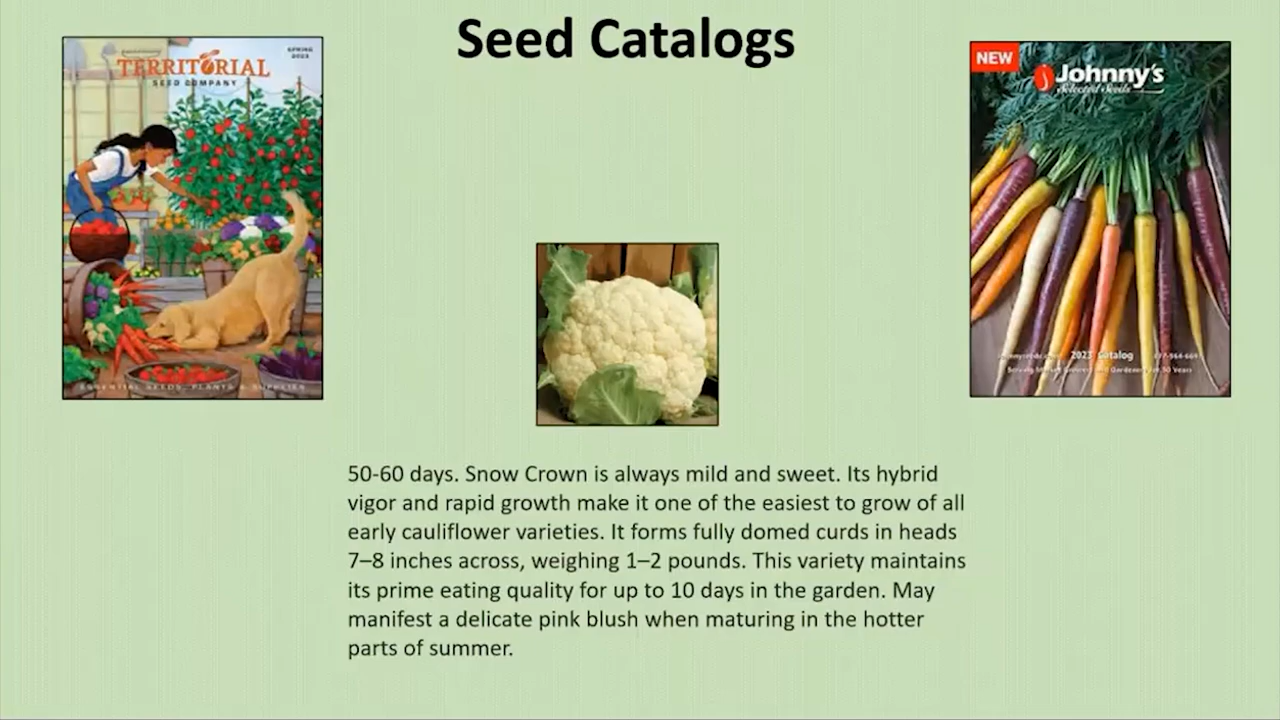 Seed Catalogs
TERRITORIAL
SEED COMPANY
SPRING
2023
ESSENTIAL SEEDS, PLANTS & SUPPLIES
NEW
Johnny's
Selected Seeds
2023 Catalog
50-60 days. Snow Crown is always mild and sweet. Its hybrid
vigor and rapid growth make it one of the easiest to grow of all
early cauliflower varieties. It forms fully domed curds in heads
7–8 inches across, weighing 1–2 pounds. This variety maintains
its prime eating quality for up to 10 days in the garden. May
manifest a delicate pink blush when maturing in the hotter
parts of summer.